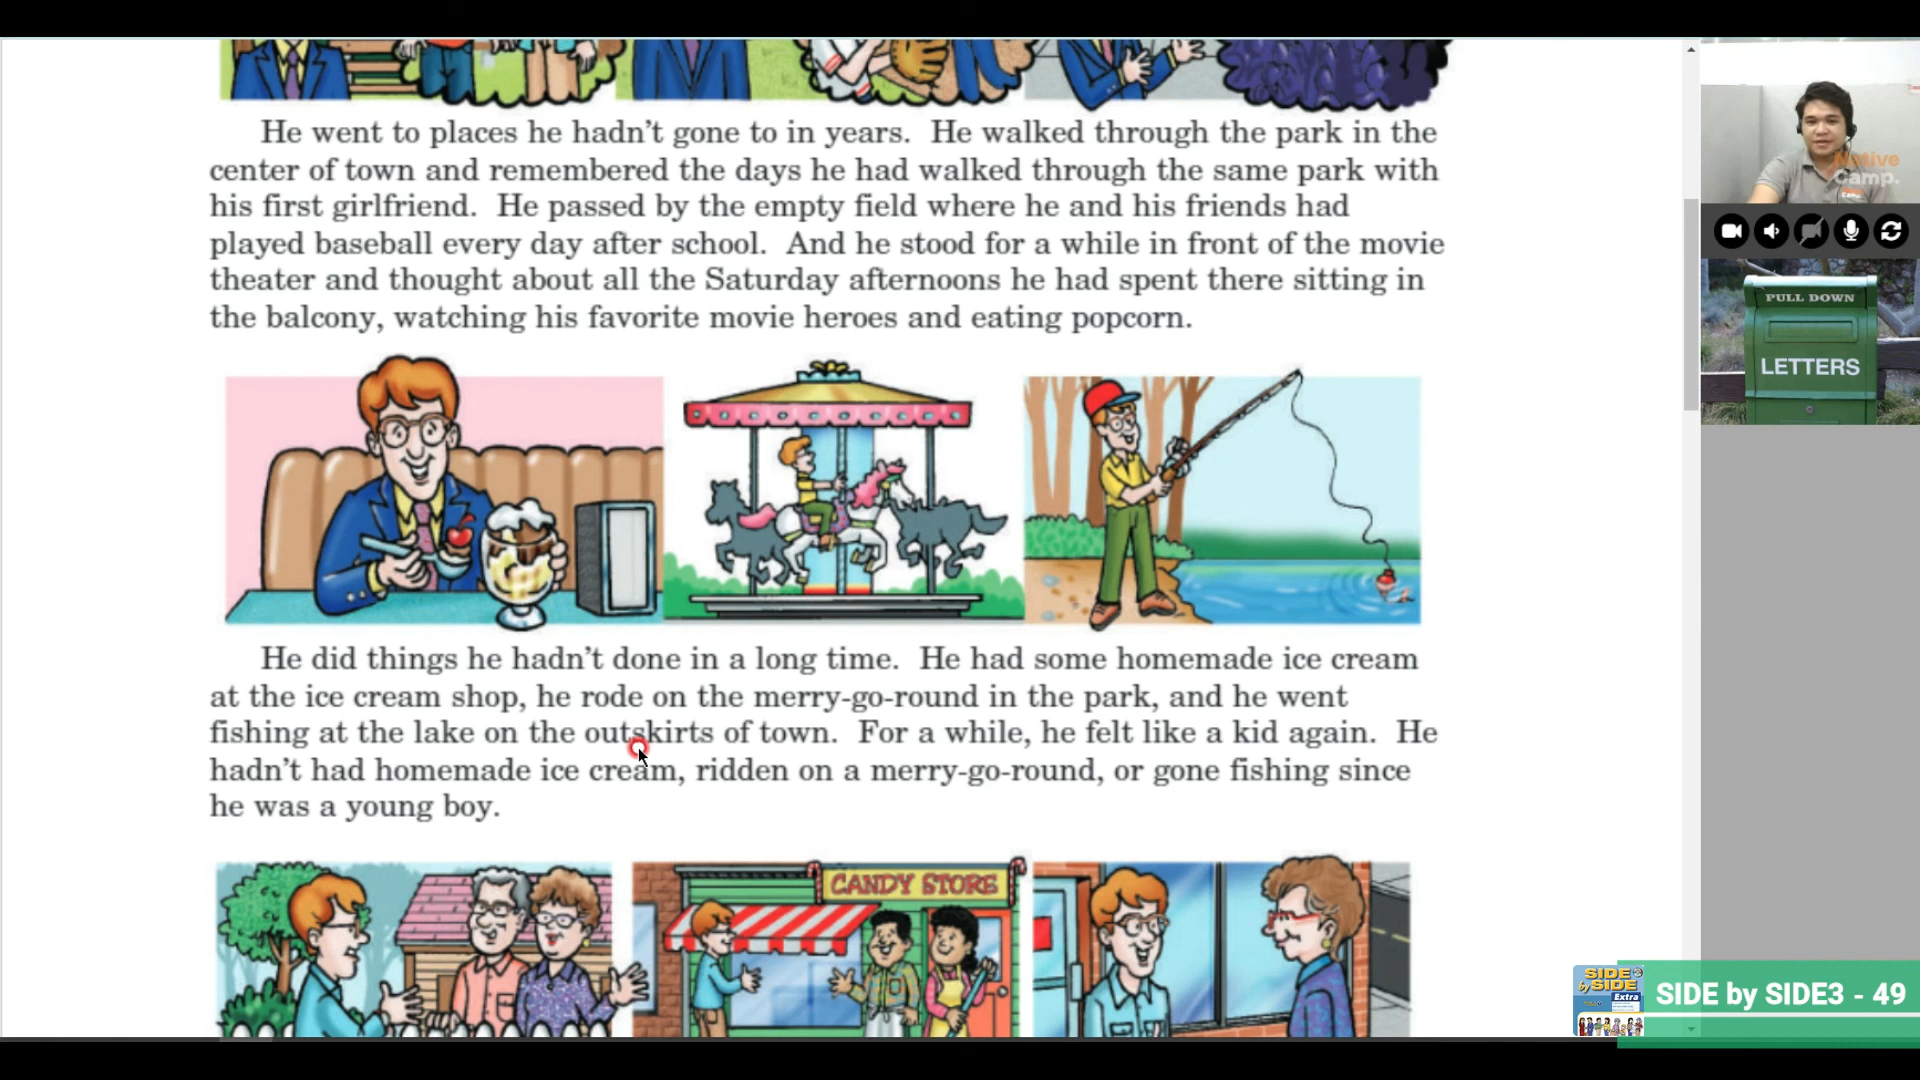 He went to places he hadn't gone to in years. He walked through the park in the
center of town and remembered the days he had walked through the same park with
his first girlfriend. He passed by the empty field where he and his friends had
played baseball every day after school. And he stood for a while in front of the movie
theater and thought about all the Saturday afternoons he had spent there sitting in
the balcony, watching his favorite movie heroes and eating popcorn.
He did things he hadn't done in a long time. He had some homemade ice cream
at the ice cream shop, he rode on the merry-go-round in the park, and he went
fishing at the lake on the outskirts of town. For a while, he felt like a kid again. He
hadn't had homemade ice cream, ridden on a merry-go-round, or gone fishing since
he was a young boy.
CANDY STORE
Native
Camp.
PULL DOWN
LETTERS
SIDE
by SIDE
Extra
SIDE by SIDE3 - 49